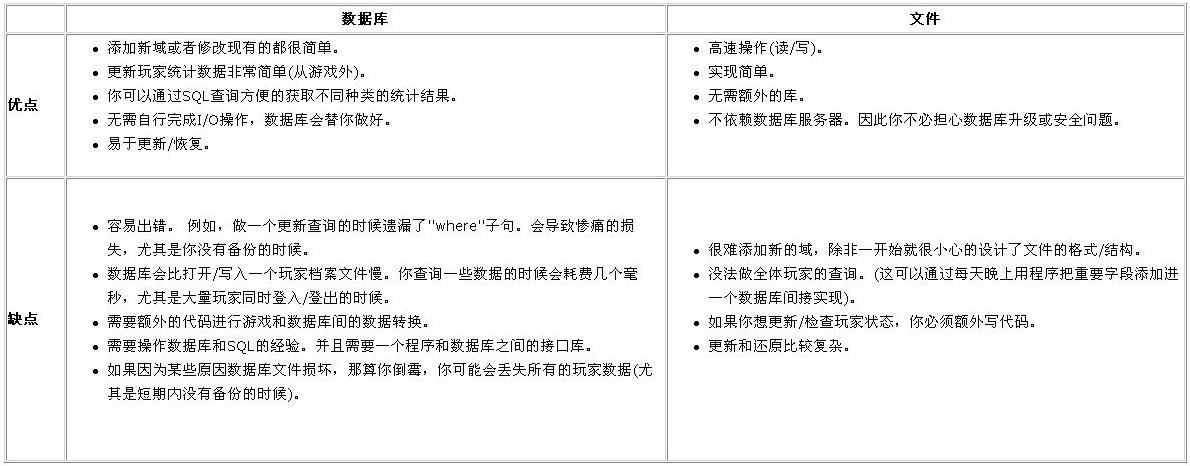 数据库
文件
优点
添加新域或者修改现有的都很简单。
更新玩家统计数据非常简单(从游戏外)。
你可以通过SQL查询方便的获取不同种类的统计结果。
无需自行完成I/O操作，数据库会替你做好。
易于更新/恢复。
高速操作(读/写)。
实现简单。
无需额外的库。
不依赖数据库服务器。因此你不必担心数据库升级或安全问题。
缺点
容易出错。 例如，做一个更新查询的时候遗漏了"where"子句。会导致惨痛的损
失，尤其是你没有备份的时候。
数据库会比打开/写入一个玩家档案文件慢。你查询一些数据的时候会耗费几个毫
秒，尤其是大量玩家同时登入/登出的时候。
需要额外的代码进行游戏和数据库间的数据转换。
需要操作数据库和SQL的经验。并且需要一个程序和数据库之间的接口库。
如果因为某些原因数据库文件损坏，那算你倒霉，你可能会丢失所有的玩家数据(尤
其是短期内没有备份的时候)。
很难添加新的域，除非一开始就很小心的设计了文件的格式/结构。
没法做全体玩家的查询。(这可以通过每天晚上用程序把重要字段添加进
一个数据库间接实现)。
如果你想更新/检查玩家状态，你必须额外写代码。
更新和还原比较复杂。